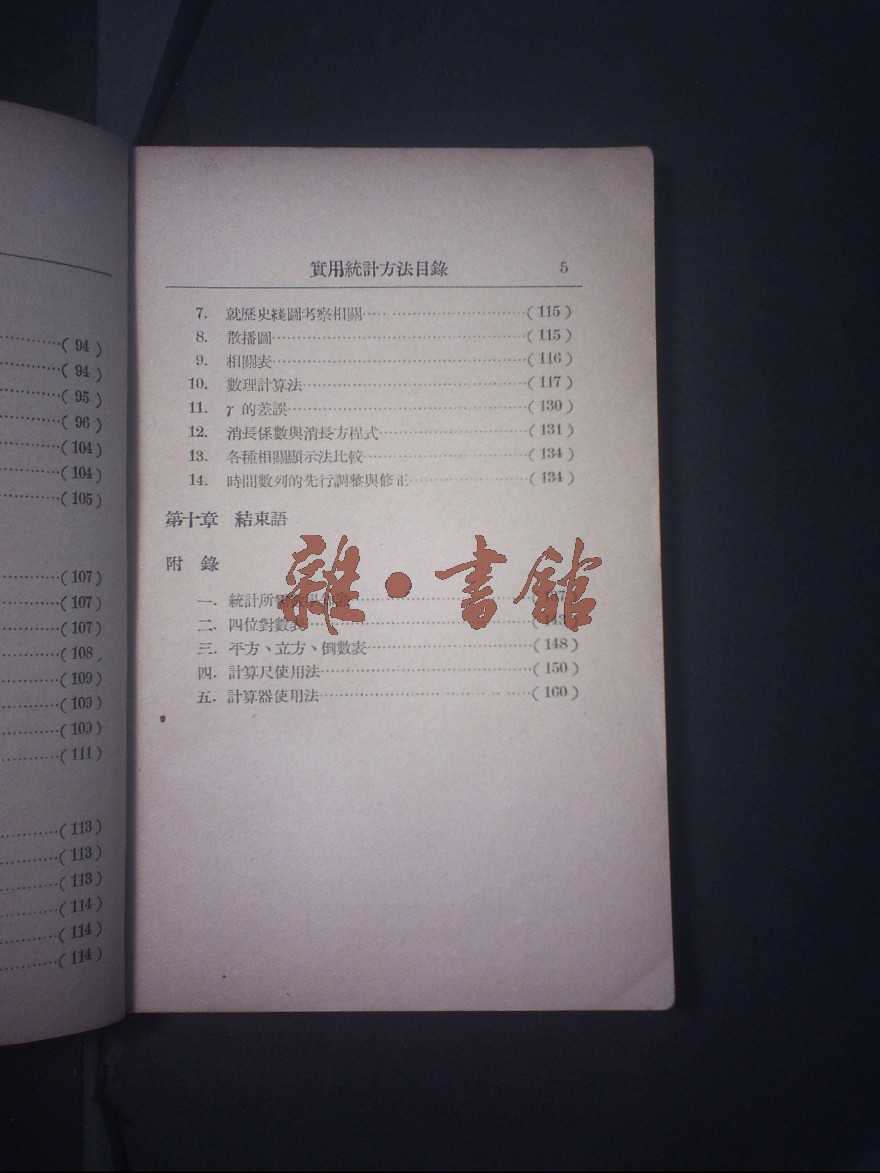 (94)
(94)
(95)
(96)
(104)
(104)
(105)
(107)
(107)
(107)
(108
(109)
(109)
(109)
(111)
(113)
(113)
(113)
(114)
(114)
(114)
實用統計方法目錄 5
7. 就歷史綫圖考察相關……(115)
8. 散播圖……(115)
9. 相關表……(116)
10. 數理計算法……(117)
11. γ 的差誤……(130)
12. 消長係數與消長方程式……(131)
13. 各種相關顯示法比較……(134)
14. 時間數列的先行調整與修正……(134)
第十章 結束語
附 錄
一. 統計所需
二. 四位對數表……(143)
三. 平方、立方、倒數表……(148)
四. 計算尺使用法……(150)
五. 計算器使用法……(160)
雜·書館